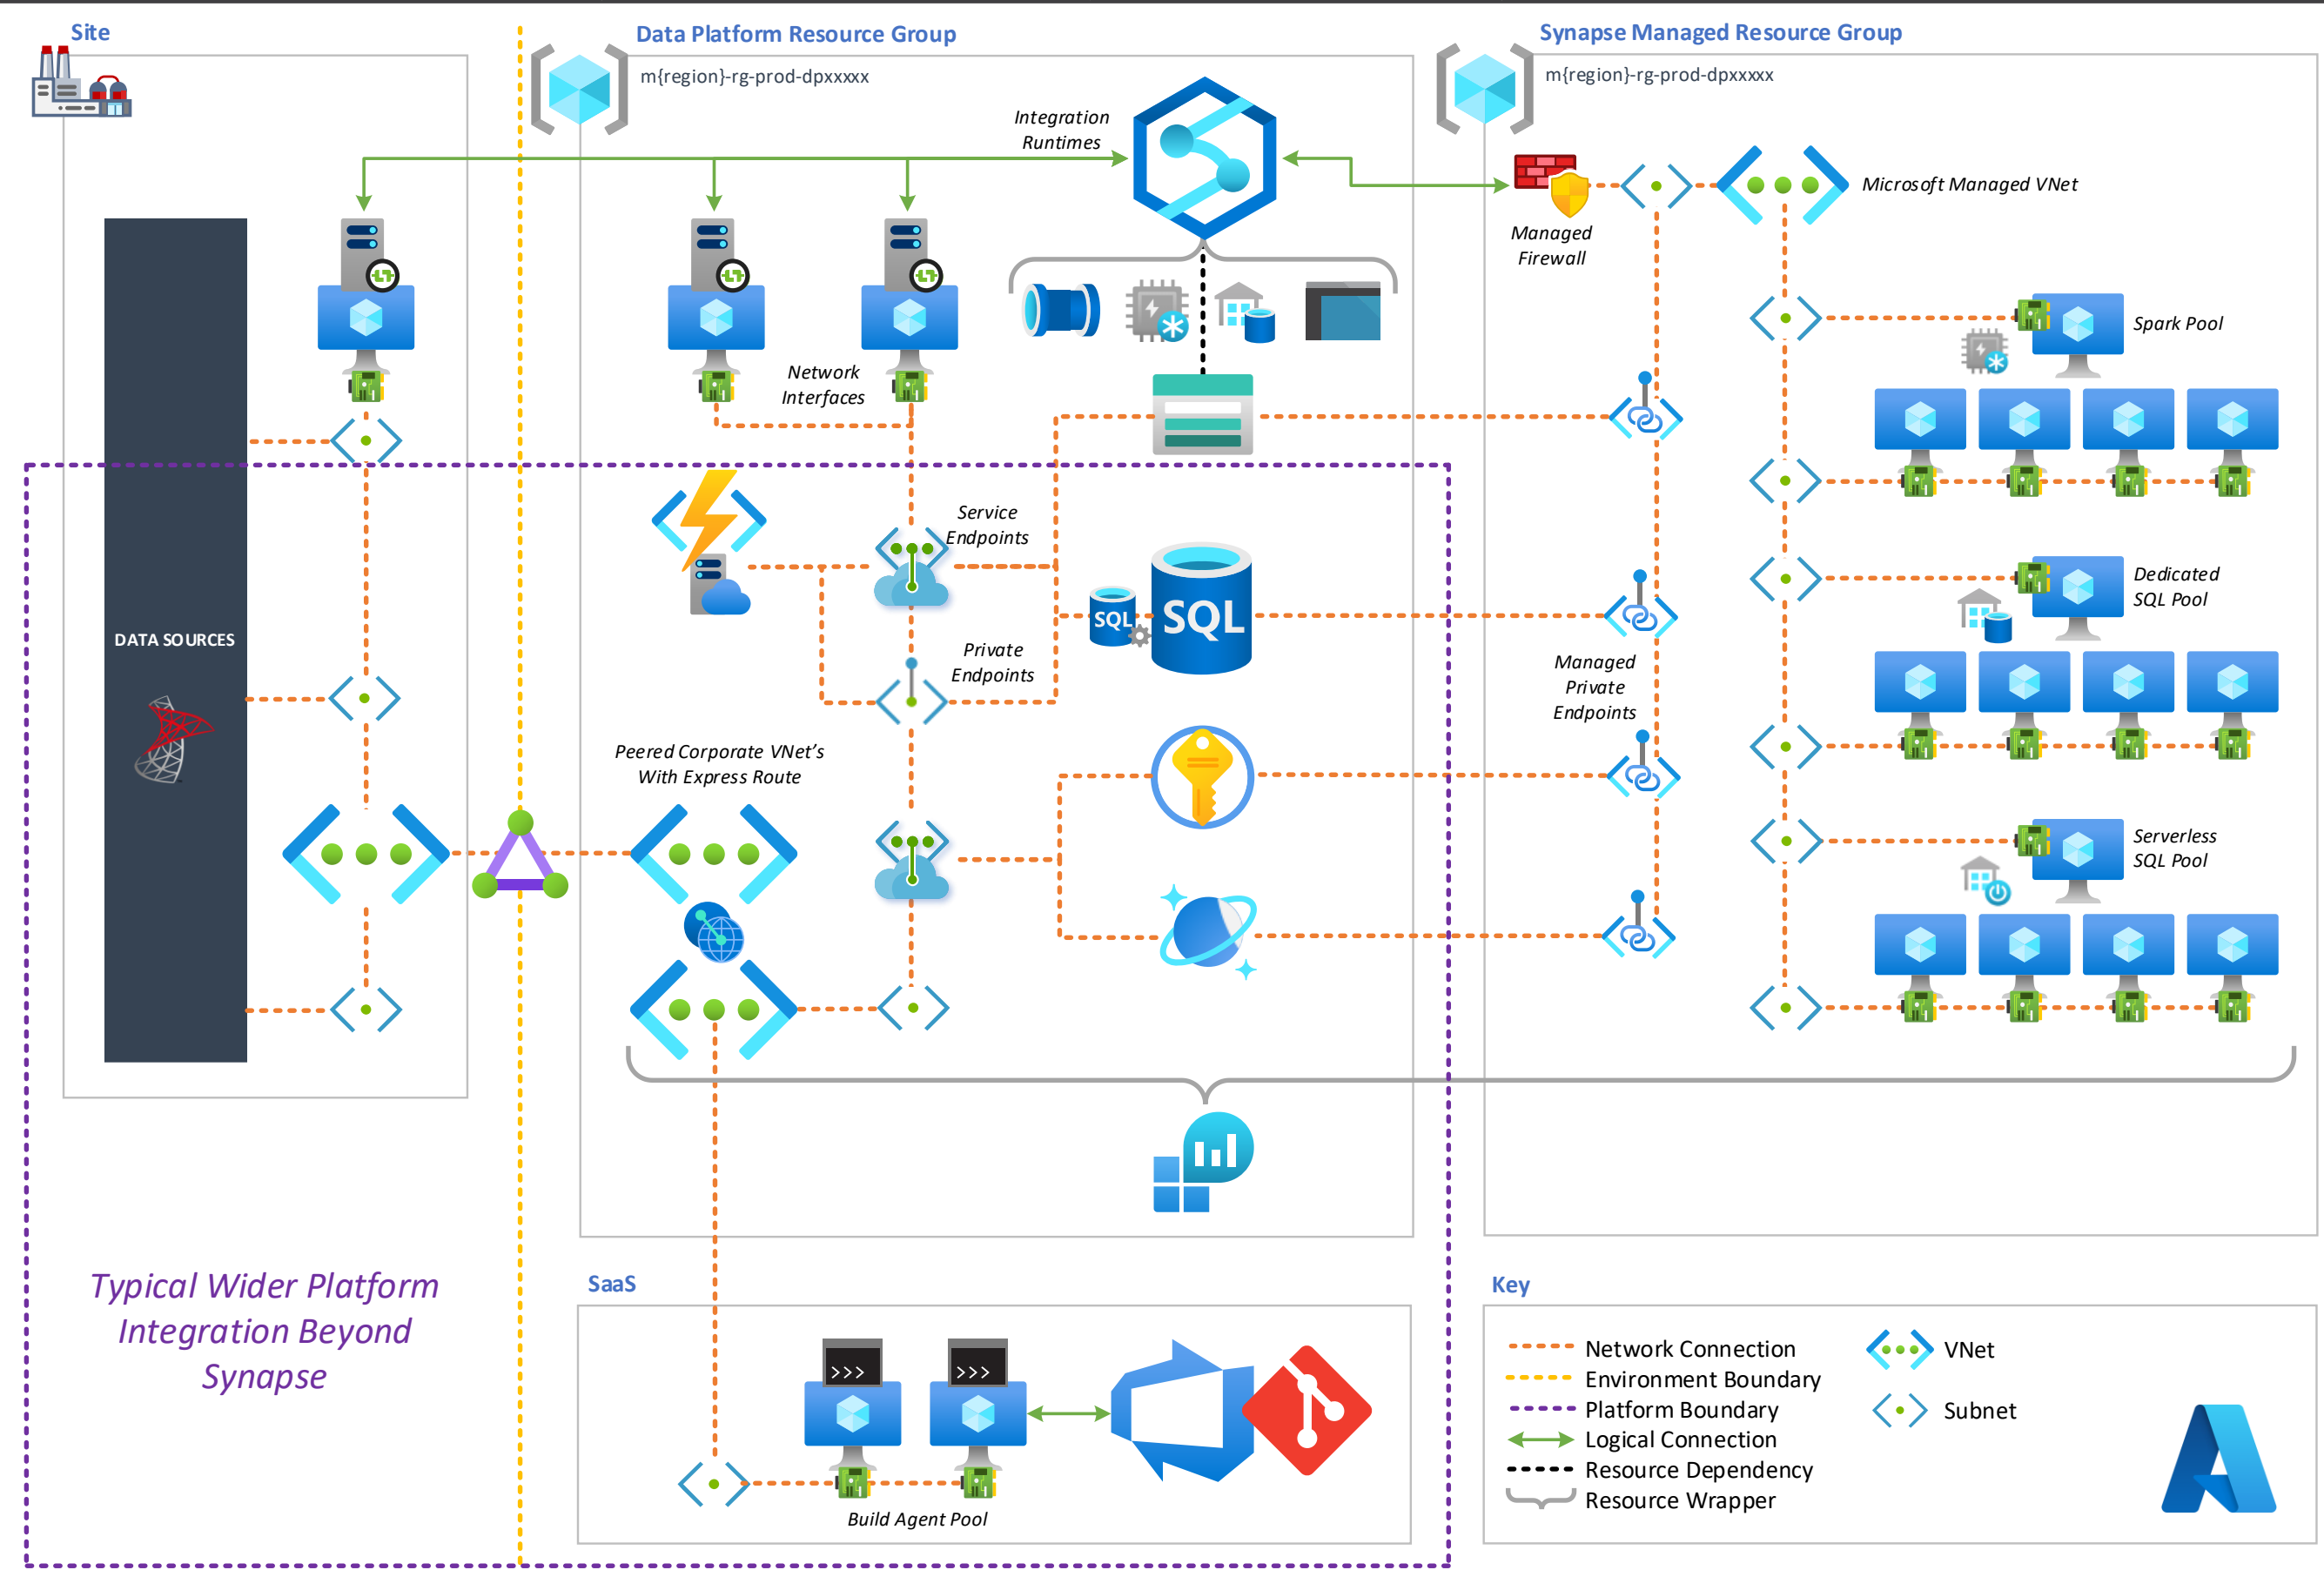 Site
Data Platform Resource Group
m{region}-rg-prod-dpxxxxx
Synapse Managed Resource Group
m{region}-rg-prod-dpxxxxx
Integration
Runtimes
Managed
Firewall
Microsoft Managed VNet
Spark Pool
Network
Interfaces
Service
Endpoints
SQL
SQL
Dedicated
SQL Pool
DATA SOURCES
Private
Endpoints
Managed
Private
Endpoints
Peered Corporate VNet’s
With Express Route
Serverless
SQL Pool
Typical Wider Platform
Integration Beyond
Synapse
SaaS
>>>
>>>
Build Agent Pool
Key
Network Connection
Environment Boundary
Platform Boundary
Logical Connection
Resource Dependency
Resource Wrapper
VNet
Subnet